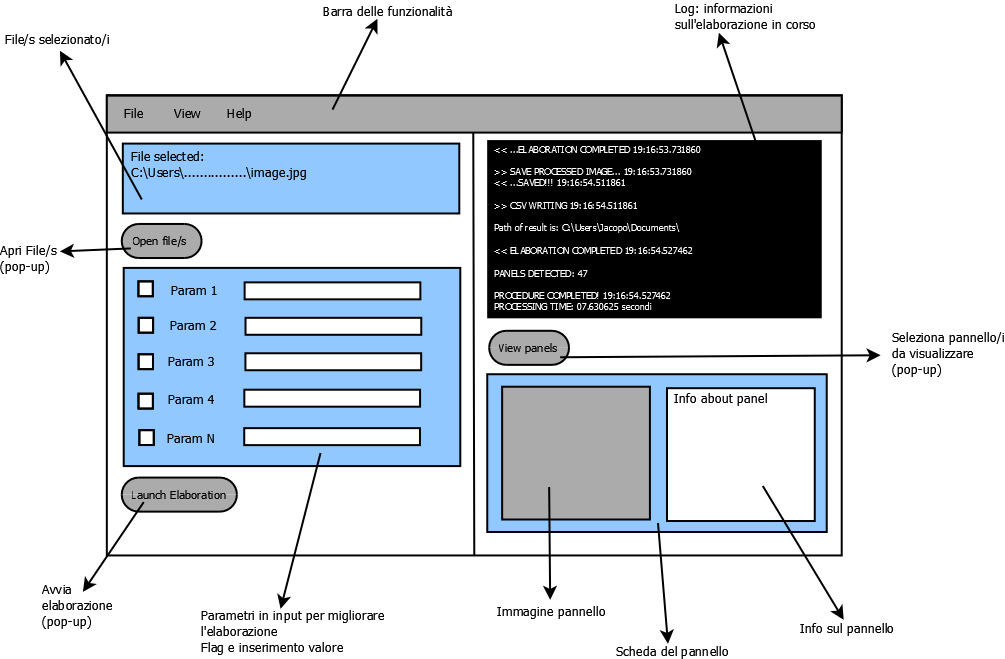 Barra delle funzionalità
Log: informazioni
sull'elaborazione in corso
File/s selezionato/i
File View Help
File selected:
C:\Users\...............\image.jpg
Open file/s
Apri File/s
(pop-up)
Param 1
Param 2
Param 3
Param 4
Param N
Launch Elaboration
<< ...ELABORATION COMPLETED 19:16:53.731860
>> SAVE PROCESSED IMAGE... 19:16:53.731860
<< ...SAVED!!! 19:16:54.511861
>> CSV WRITING 19:16:54.511861
Path of result is: C:\Users\Jacopo\Documents\
<< ELABORATION COMPLETED 19:16:54.527462
PANELS DETECTED: 47
PROCEDURE COMPLETED! 19:16:54.527462
PROCESSING TIME: 07.630625 secondi
View panels
Seleziona pannello/i
da visualizzare
(pop-up)
Info about panel
Avvia
elaborazione
(pop-up)
Parametri in input per migliorare
l'elaborazione
Flag e inserimento valore
Immagine pannello
Scheda del pannello
Info sul pannello